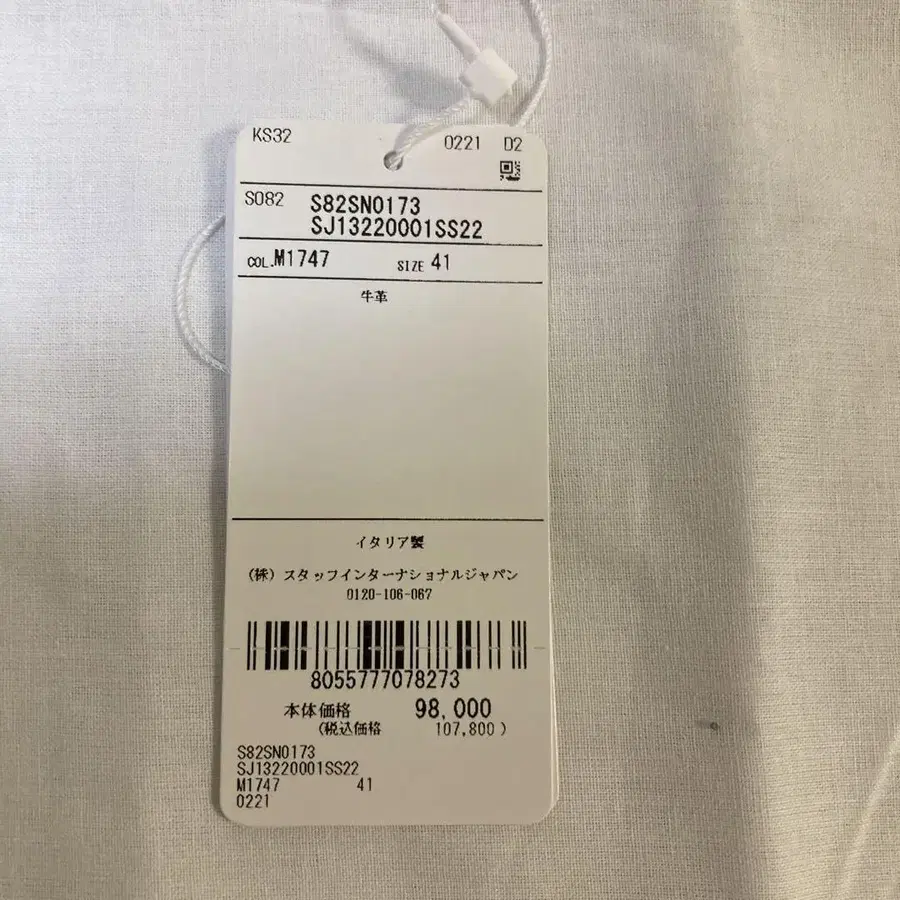 KS32 0221 D2
S082 S82SN0173
SJ13220001SS22
COL.M1747 SIZE 41
牛革
イタリア製
(株)スタッフインターナショナルジャパン
0120-106-067
8055777078273
本体価格 98,000
(税込価格 107,800)
S82SN0173
SJ13220001SS22
M1747 41
0221